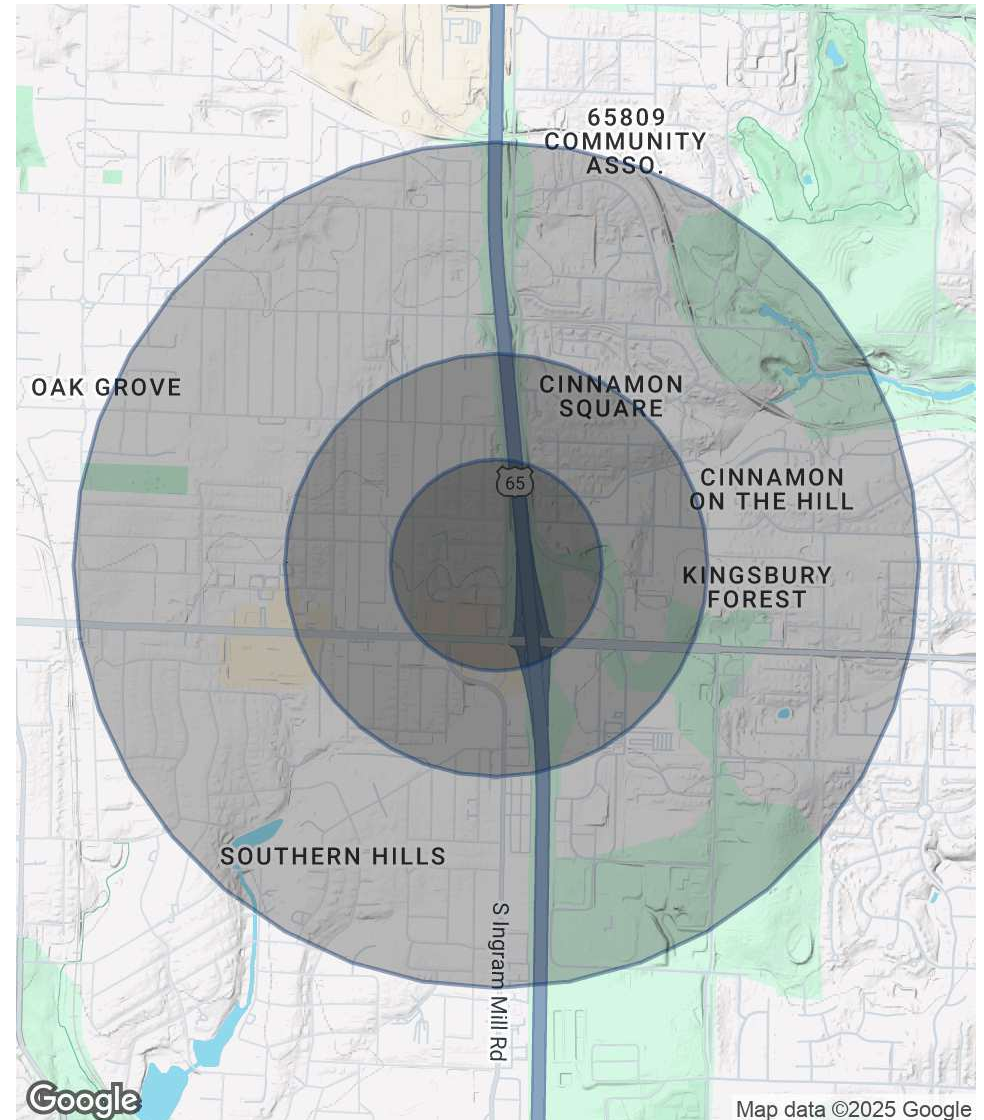 65809
COMMUNITY
ASSO.
OAK GROVE
CINNAMON
SQUARE
65
CINNAMON
ON THE HILL
KINGSBURY
FOREST
SOUTHERN HILLS
S Ingram Mill Rd
Google
Map data ©2025 Google